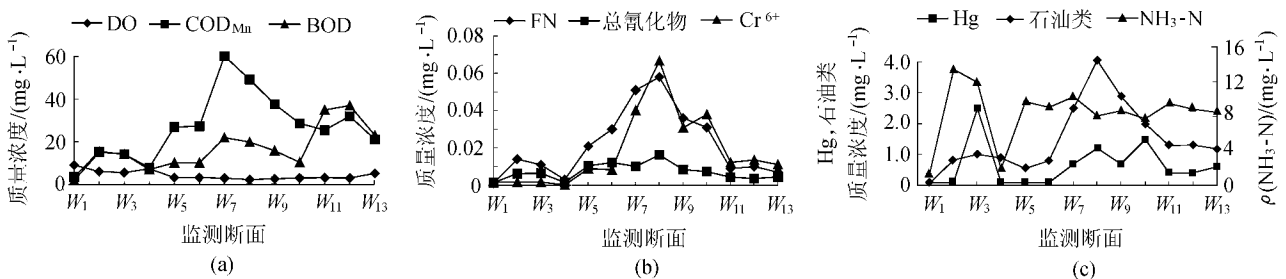 DO COD_Mn BOD
质量浓度/(mg·L⁻¹)
60
40
20
0
W₁ W₃ W₅ W₇ W₉ W₁₁ W₁₃
监测断面
(a)
FN 总氰化物 Cr⁶⁺
质量浓度/(mg·L⁻¹)
0.08
0.06
0.04
0.02
0
W₁ W₃ W₅ W₇ W₉ W₁₁ W₁₃
监测断面
(b)
Hg 石油类 NH₃-N
Hg,石油类
质量浓度/(mg·L⁻¹)
4.0
3.0
2.0
1.0
0.0
16
12
8
4
0
ρ(NH₃-N)/(mg·L⁻¹)
W₁ W₃ W₅ W₇ W₉ W₁₁ W₁₃
监测断面
(c)